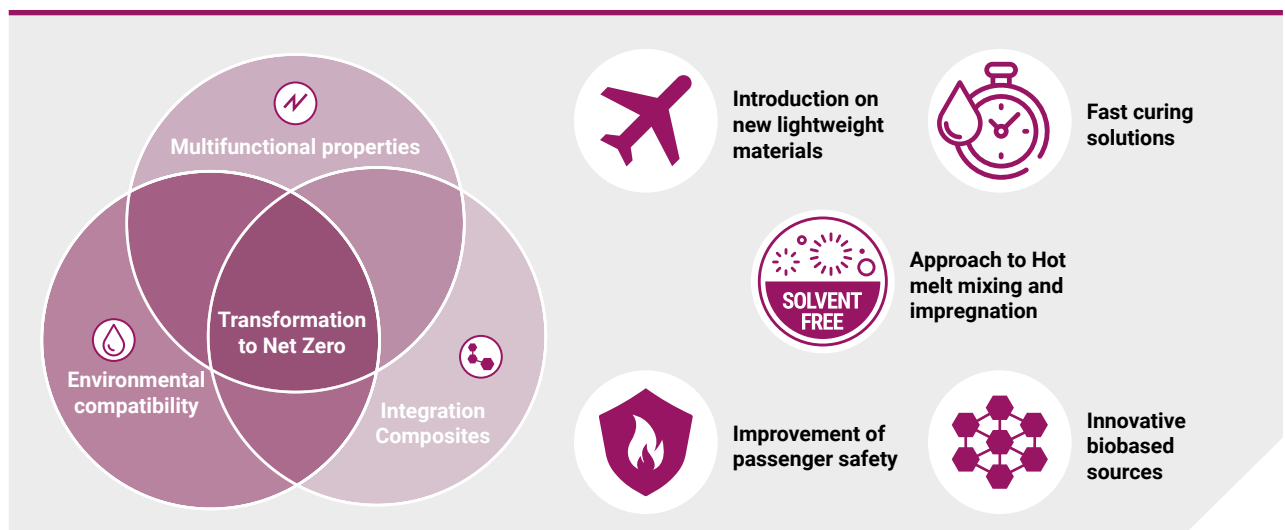 Multifunctional properties
Transformation
to Net Zero
Environmental
compatibility
Integration
Composites
Introduction on
new lightweight
materials
Fast curing
solutions
SOLVENT
FREE
Approach to Hot
melt mixing and
impregnation
Improvement of
passenger safety
Innovative
biobased
sources